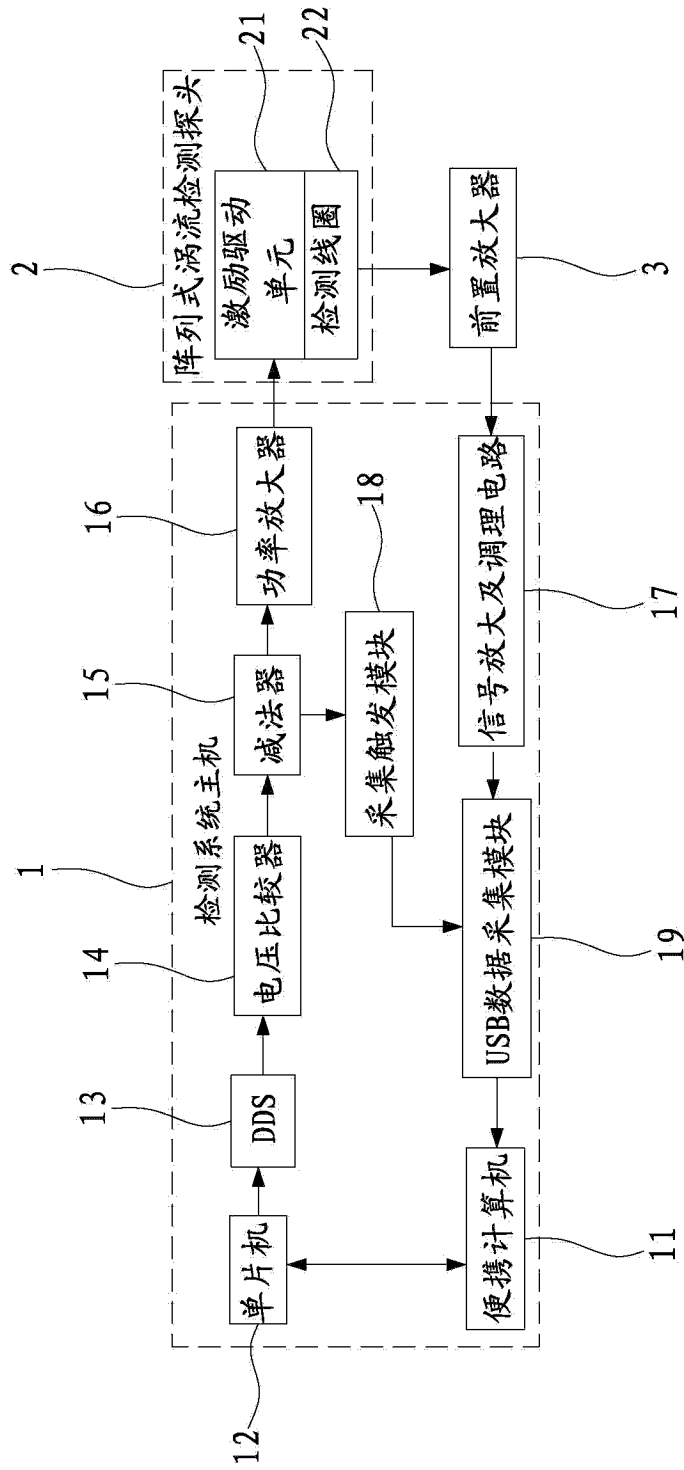 2
阵列式涡流检测探头
激励驱动
单元
21
检测线圈
22
前置放大器
3
1
检测系统主机
单片机
12
DDS
13
电压比较器
14
减法器
15
功率放大器
16
采集触发模块
18
便携计算机
11
USB数据采集模块
19
信号放大及调理电路
17